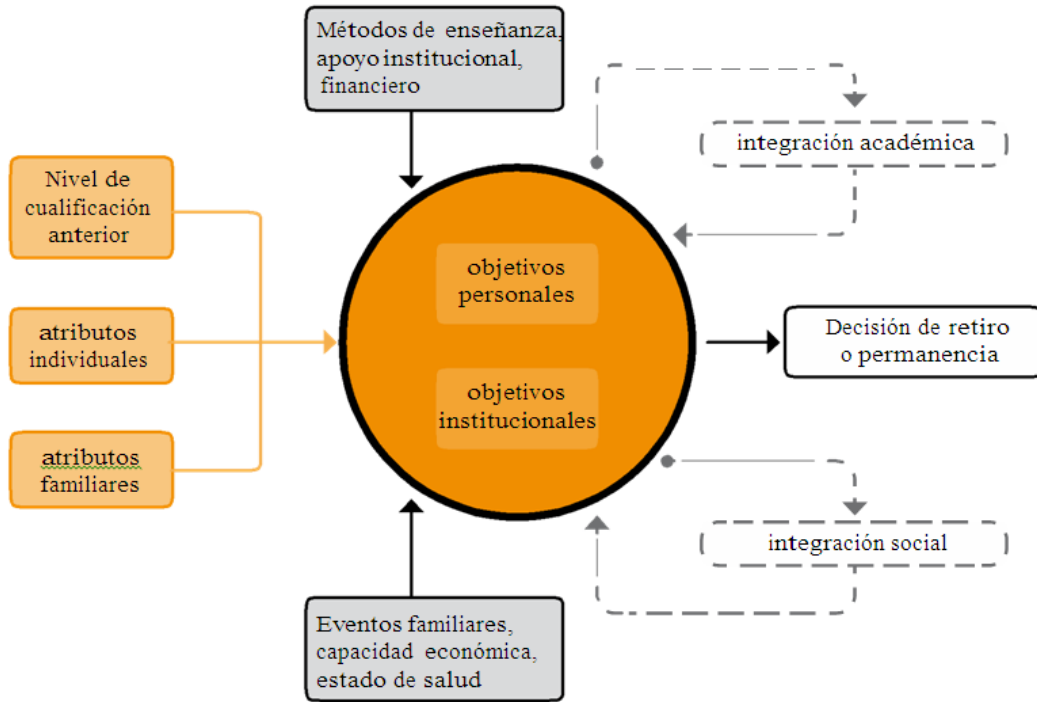 Métodos de enseñanza,
apoyo institucional,
financiero
integración académica
Nivel de
cualificación
anterior
objetivos
personales
atributos
individuales
Decisión de retiro
o permanencia
objetivos
institucionales
atributos
familiares
integración social
Eventos familiares,
capacidad económica,
estado de salud